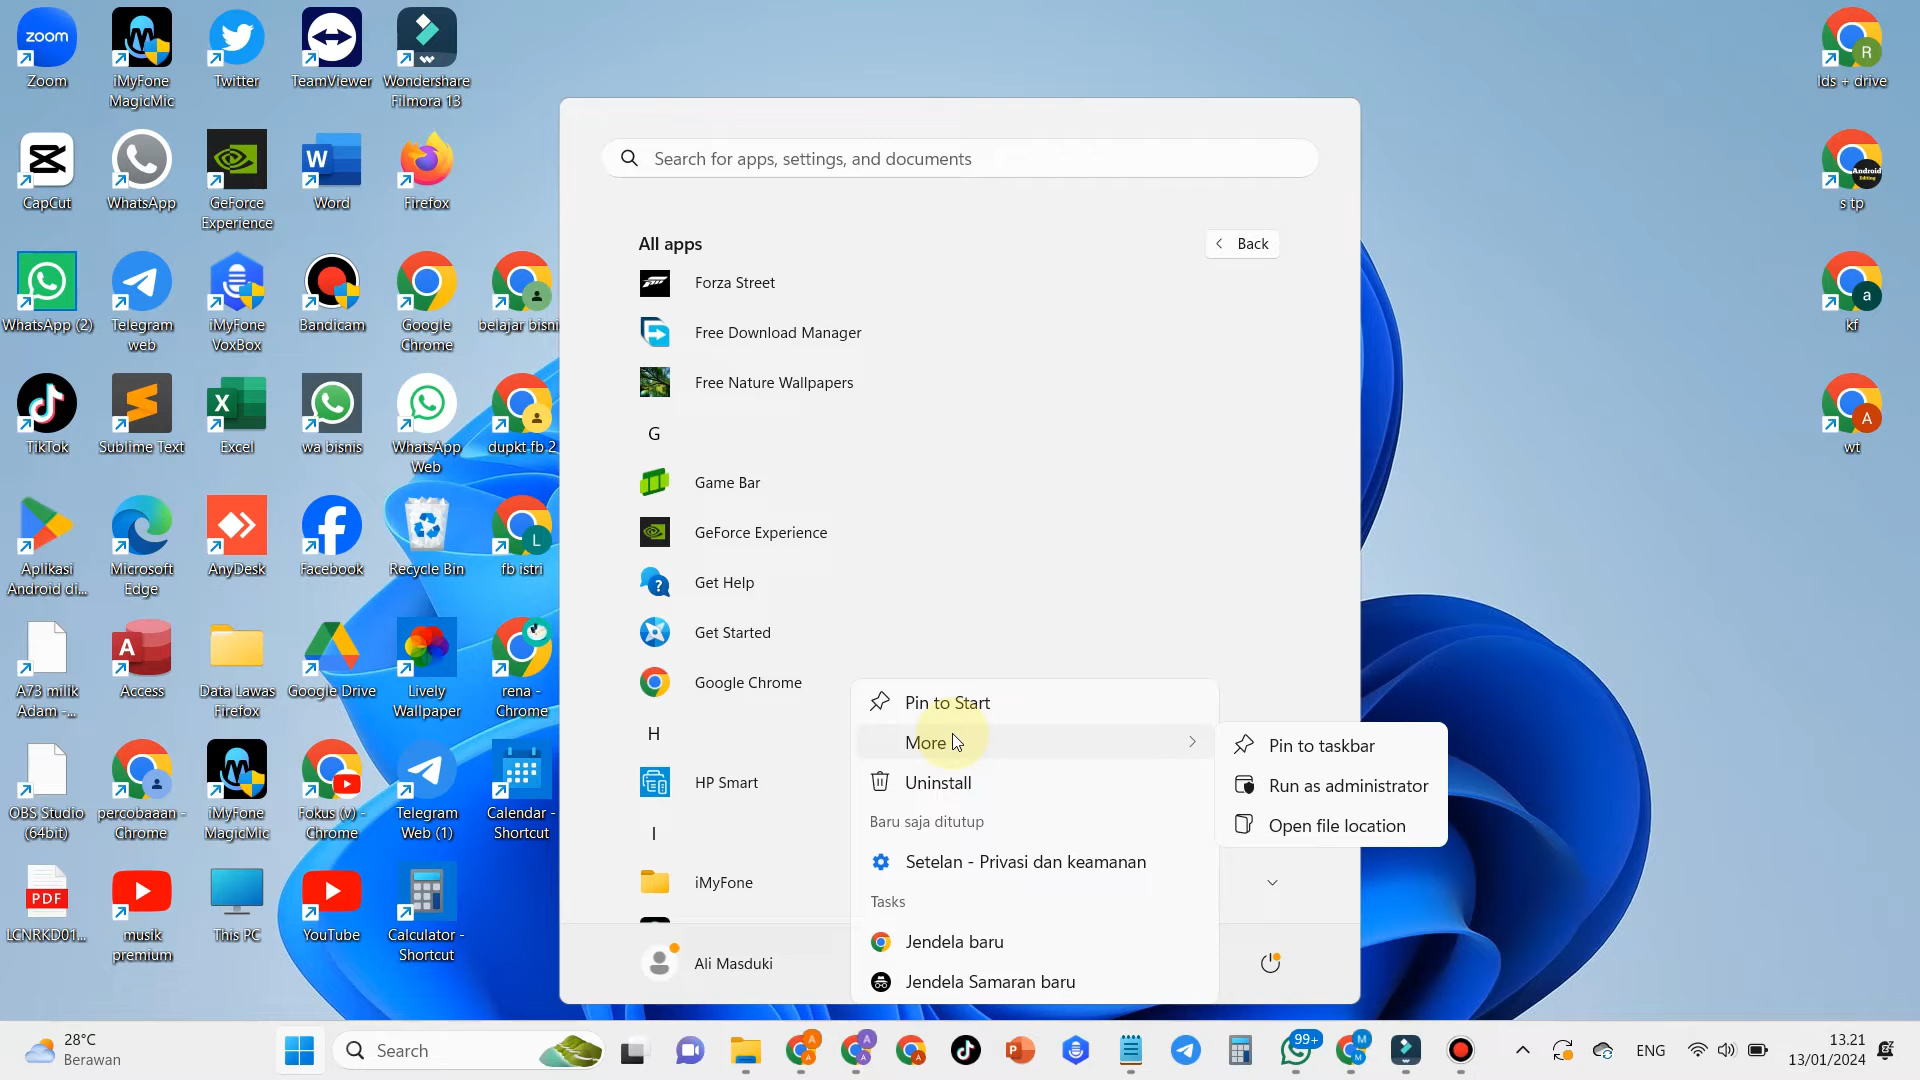 zoom
Zoom
iMyFone
MagicMic
Twitter
TeamViewer
Wondershare
Filmora 13
CapCut
WhatsApp
GeForce
Experience
W
Word
Firefox
WhatsApp (2)
Telegram
web
iMyFone
VoxBox
Bandicam
Google
Chrome
belajar bisni
TikTok
Sublime Text
X
Excel
wa bisnis
WhatsApp
Web
dupkt fb 2
Aplikasi
Android di...
Microsoft
Edge
AnyDesk
Facebook
Recycle Bin
L
fb istri
A73 milik
Adam -...
A
Access
Data Lawas
Firefox
Google Drive
Lively
Wallpaper
rena -
Chrome
OBS Studio
(64bit)
percobaaan -
Chrome
iMyFone
MagicMic
Fokus (v) -
Chrome
Telegram
Web (1)
Calendar -
Shortcut
PDF
LCNRKD01...
musik
premium
This PC
YouTube
Calculator -
Shortcut
Search for apps, settings, and documents
All apps
Back
Forza Street
Free Download Manager
Free Nature Wallpapers
G
Game Bar
GeForce Experience
Get Help
Get Started
Google Chrome
H
HP Smart
I
iMyFone
Ali Masduki
Pin to Start
More
Uninstall
Baru saja ditutup
Setelan - Privasi dan keamanan
Tasks
Jendela baru
Jendela Samaran baru
Pin to taskbar
Run as administrator
Open file location
R
lds + drive
Android
Editing
s tp
a
kf
A
wt
28°C
Berawan
Search
A
A
A
P
99+
M
M
ENG
13.21
13/01/2024